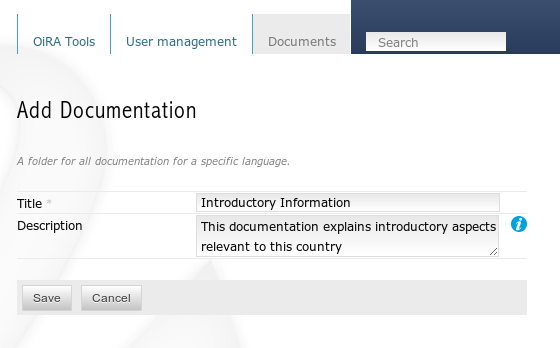 OiRA Tools User management Documents Search
Add Documentation
A folder for all documentation for a specific language.
Title * Introductory Information
Description This documentation explains introductory aspects
relevant to this country
i
Save Cancel